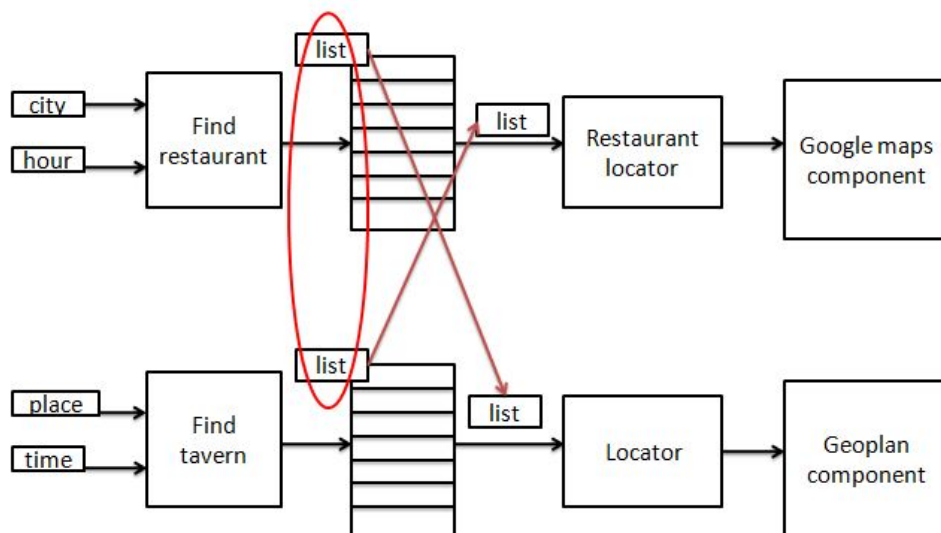 list
city
Find
restaurant
hour
list
Restaurant
locator
Google maps
component
list
place
Find
tavern
time
list
Locator
Geoplan
component